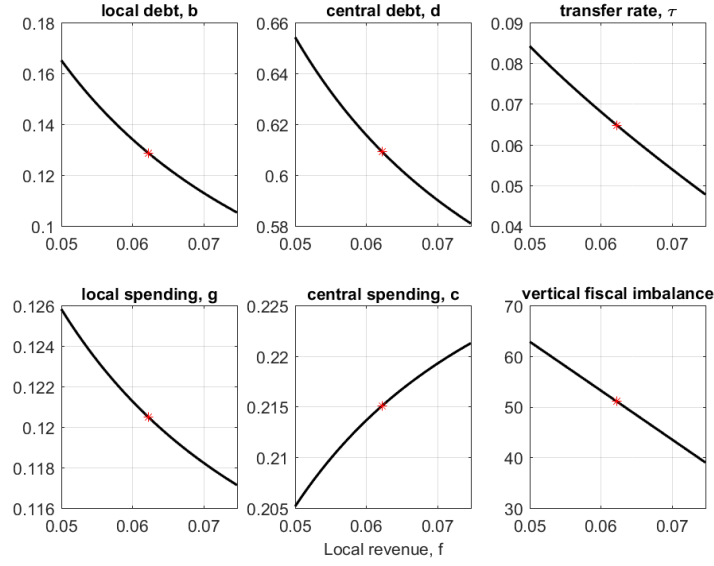 local debt, b
0.18
0.16
0.14
0.12
0.1
0.05 0.06 0.07
central debt, d
0.66
0.64
0.62
0.6
0.58
0.05 0.06 0.07
transfer rate, τ
0.09
0.08
0.07
0.06
0.05
0.04
0.05 0.06 0.07
local spending, g
0.126
0.124
0.122
0.12
0.118
0.116
0.05 0.06 0.07
central spending, c
0.225
0.22
0.215
0.21
0.205
0.05 0.06 0.07
Local revenue, f
vertical fiscal imbalance
70
60
50
40
30
0.05 0.06 0.07